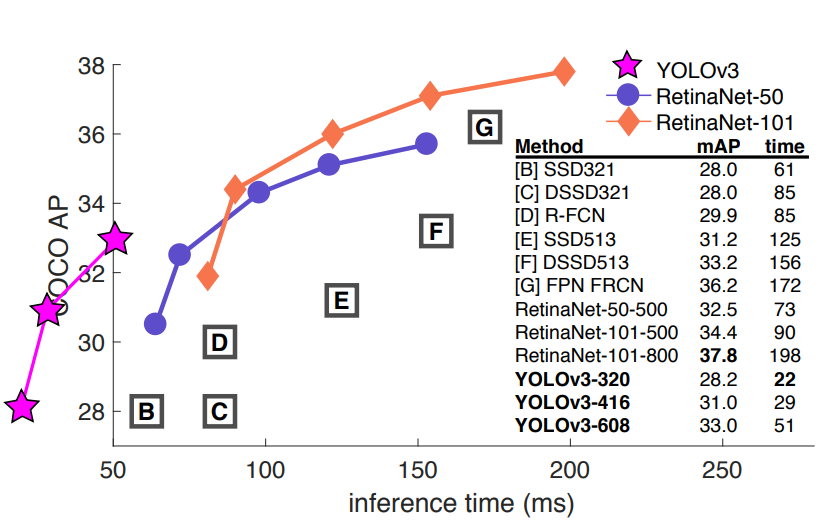 38
36
34
32
30
28
COCO AP
50
100
150
200
250
inference time (ms)
B
C
D
E
F
G
YOLOv3
RetinaNet-50
RetinaNet-101
Method mAP time
[B] SSD321 28.0 61
[C] DSSD321 28.0 85
[D] R-FCN 29.9 85
[E] SSD513 31.2 125
[F] DSSD513 33.2 156
[G] FPN FRCN 36.2 172
RetinaNet-50-500 32.5 73
RetinaNet-101-500 34.4 90
RetinaNet-101-800 37.8 198
YOLOv3-320 28.2 22
YOLOv3-416 31.0 29
YOLOv3-608 33.0 51